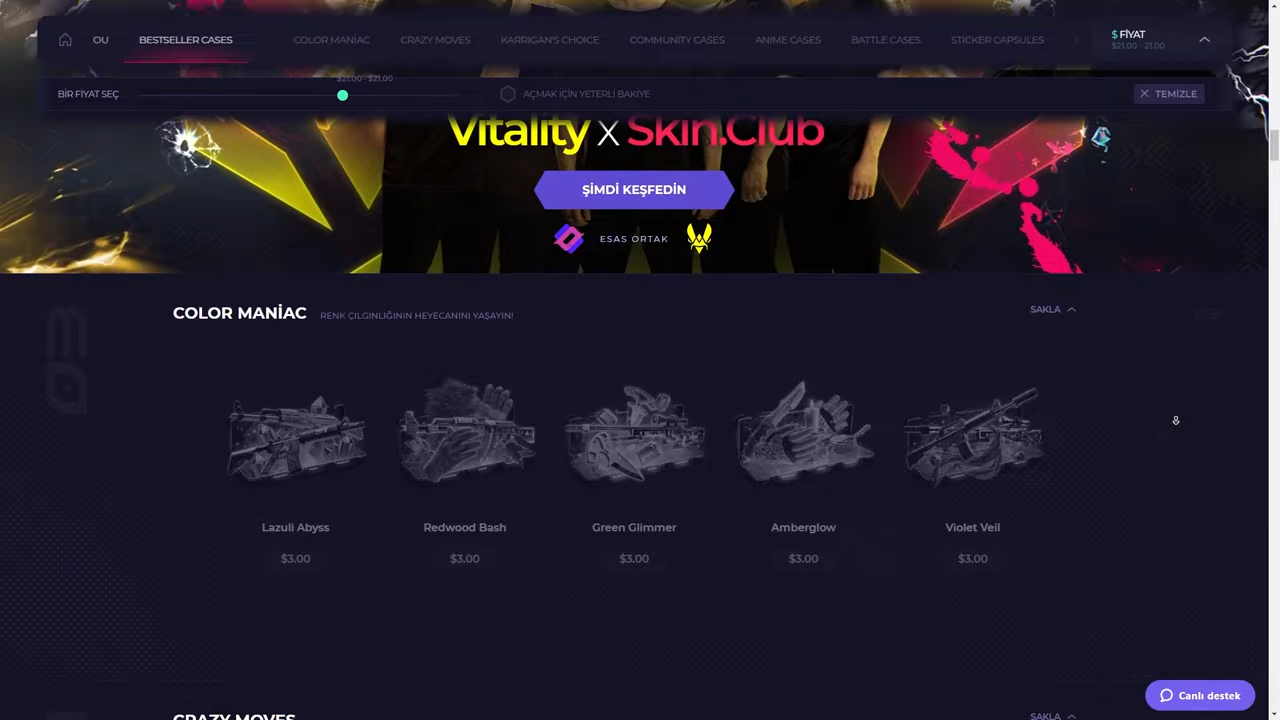 OU BESTSELLER CASES COLOR MANİAC CRAZY MOVES KARRIGAN'S CHOICE COMMUNITY CASES ANIME CASES BATTLE CASES STICKER CAPSULES $ FİYAT
$21.00 - 21.00
$21.00 - $21.00
BİR FİYAT SEÇ AÇMAK İÇİN YETERLİ BAKİYE TEMİZLE
Vitality x Skin.Club
ŞİMDİ KEŞFEDİN
ESAS ORTAK
COLOR MANİAC RENK ÇILGINLIĞININ HEYECANINI YAŞAYIN! SAKLA
Lazuli Abyss Redwood Bash Green Glimmer Amberglow Violet Veil
$3.00 $3.00 $3.00 $3.00 $3.00
Canlı destek
CRAZY MOVES SAKLA